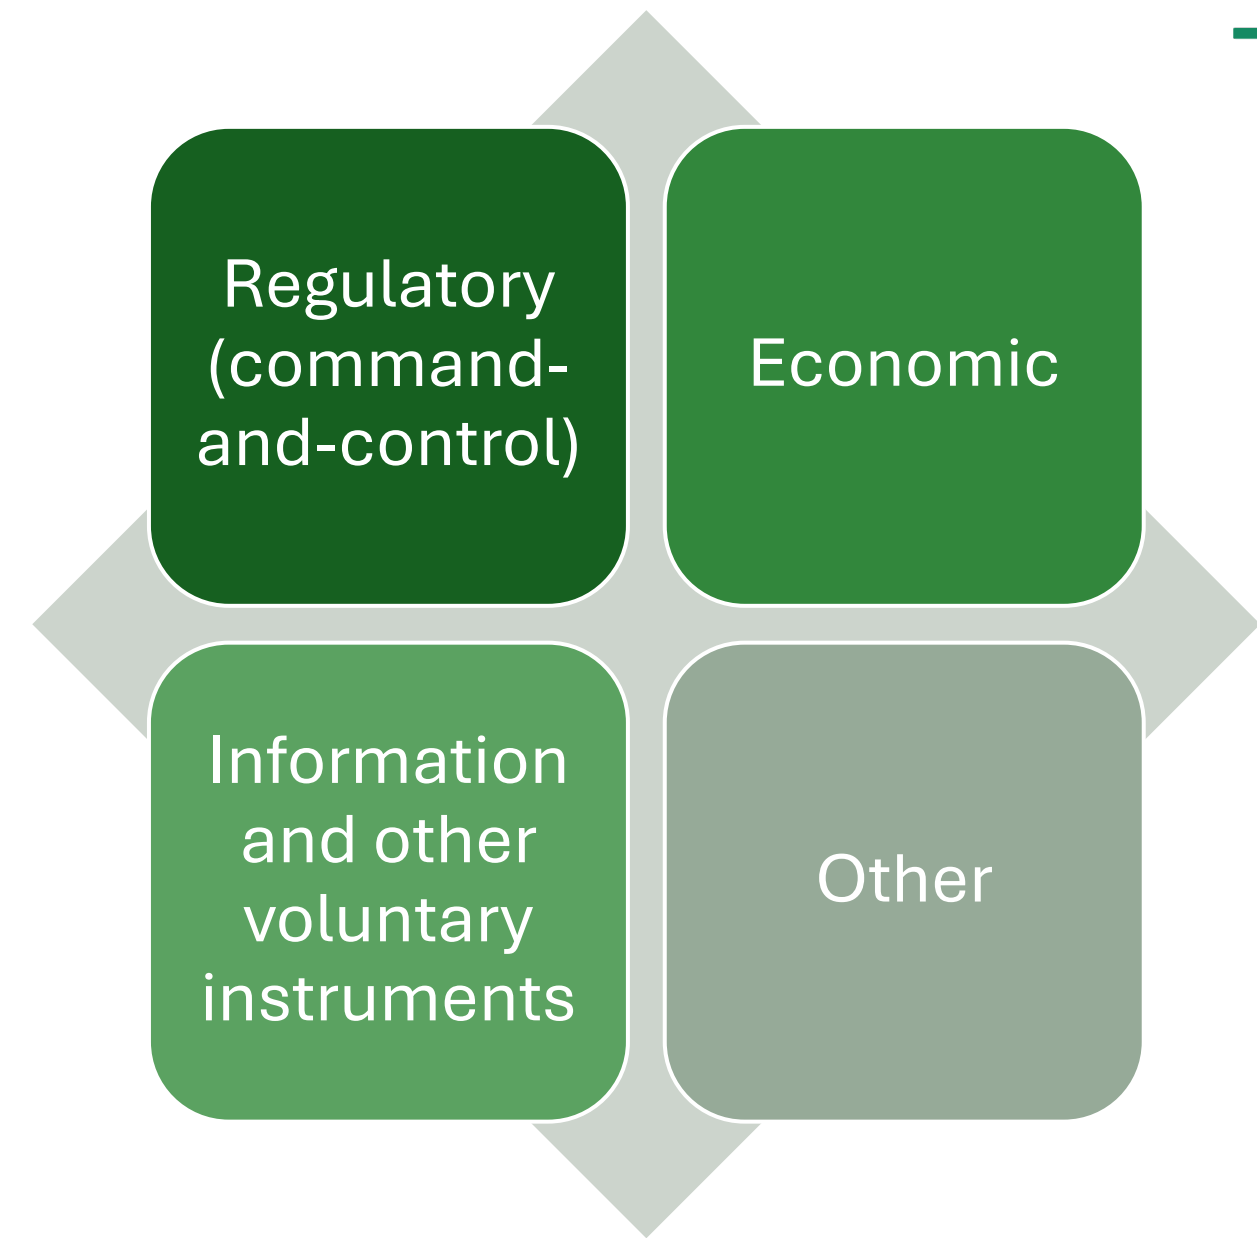 Regulatory
(command-
and-control)
Economic
Information
and other
voluntary
instruments
Other